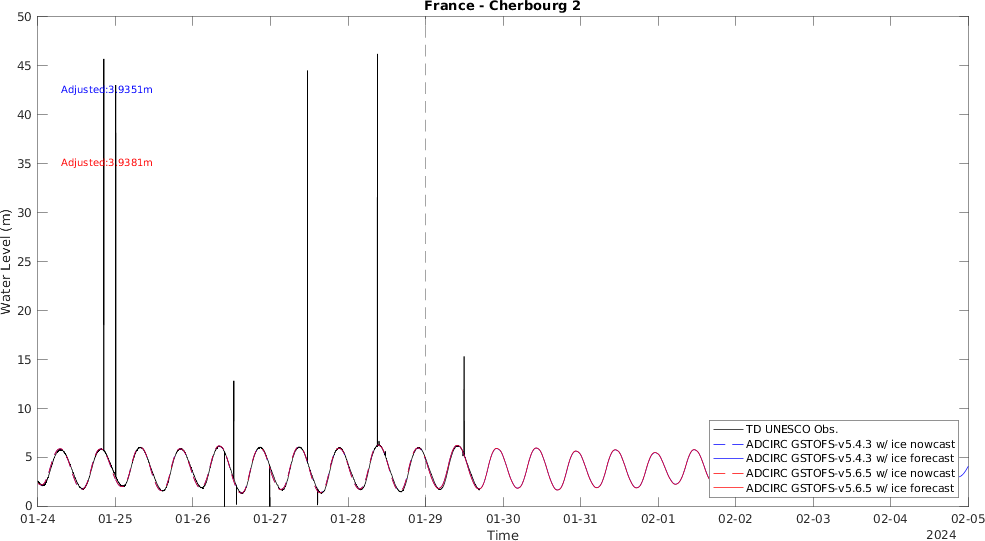 France - Cherbourg 2
50
45
40
35
30
25
20
15
10
5
0
Water Level (m)
Adjusted:3.9351m
Adjusted:3.9381m
TD UNESCO Obs.
ADCIRC GSTOFS-v5.4.3 w/ ice nowcast
ADCIRC GSTOFS-v5.4.3 w/ ice forecast
ADCIRC GSTOFS-v5.6.5 w/ ice nowcast
ADCIRC GSTOFS-v5.6.5 w/ ice forecast
01-24 01-25 01-26 01-27 01-28 01-29 01-30 01-31 02-01 02-02 02-03 02-04 02-05
Time
2024